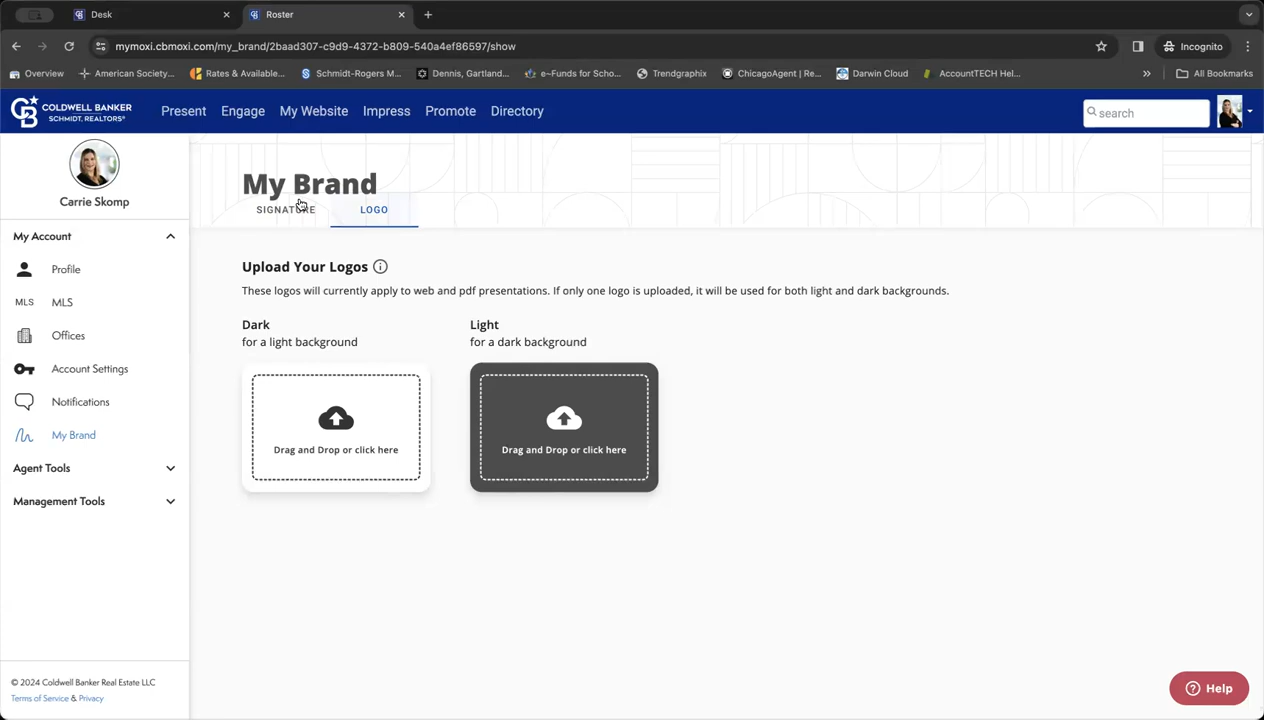 Desk
Roster
mymoxi.cbmoxi.com/my_brand/2baad307-c9d9-4372-b809-540a4ef86597/show
Incognito
Overview
American Society...
Rates & Available...
Schmidt-Rogers M...
Dennis, Gartland...
e~Funds for Scho...
Trendgraphix
ChicagoAgent | Re...
Darwin Cloud
AccountTECH Hel...
»
All Bookmarks
COLDWELL BANKER
SCHMIDT, REALTORS®
Present
Engage
My Website
Impress
Promote
Directory
search
Carrie Skomp
My Account
Profile
MLS MLS
Offices
Account Settings
Notifications
My Brand
Agent Tools
Management Tools
© 2024 Coldwell Banker Real Estate LLC
Terms of Service & Privacy
My Brand
SIGNATURE
LOGO
Upload Your Logos
These logos will currently apply to web and pdf presentations. If only one logo is uploaded, it will be used for both light and dark backgrounds.
Dark
for a light background
Drag and Drop or click here
Light
for a dark background
Drag and Drop or click here
Help